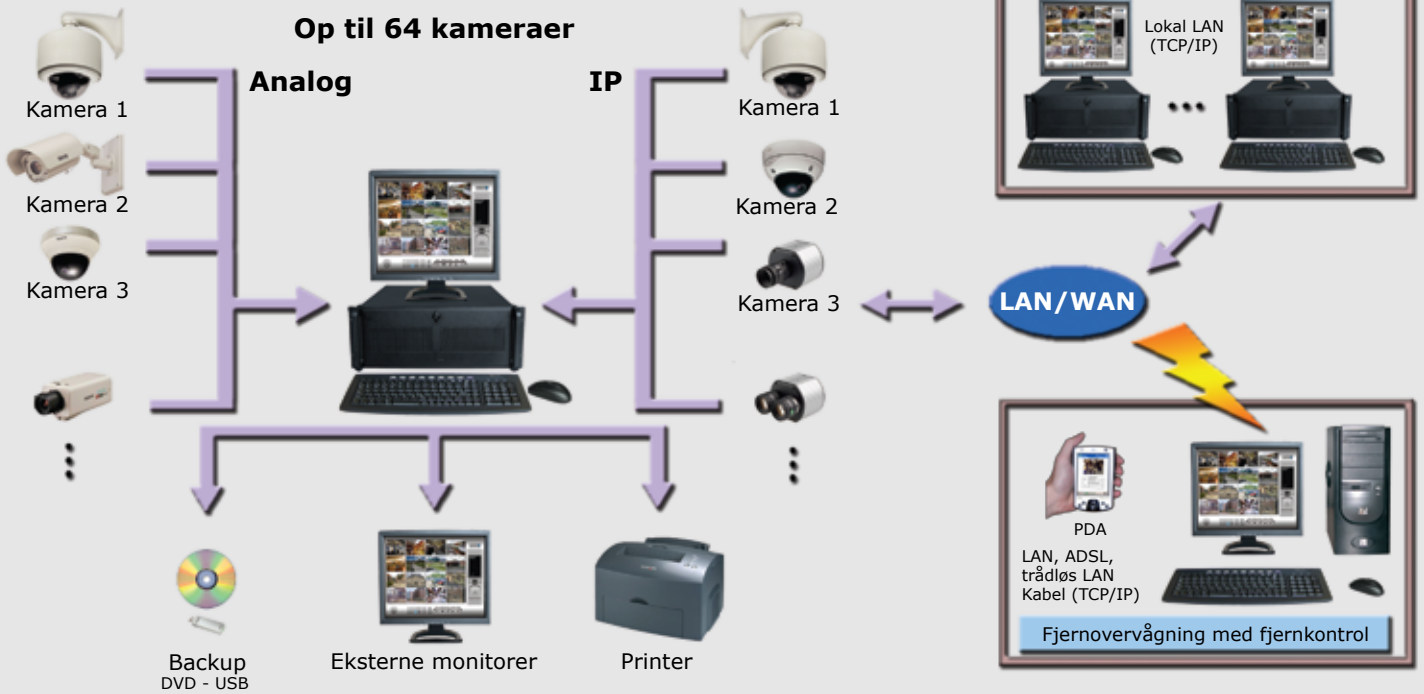 Op til 64 kameraer
Analog
IP
Kamera 1
Kamera 2
Kamera 3
Kamera 1
Kamera 2
Kamera 3
Lokal LAN
(TCP/IP)
LAN/WAN
PDA
LAN, ADSL,
trådløs LAN
Kabel (TCP/IP)
Fjernovervågning med fjernkontrol
Backup
DVD - USB
Eksterne monitorer
Printer